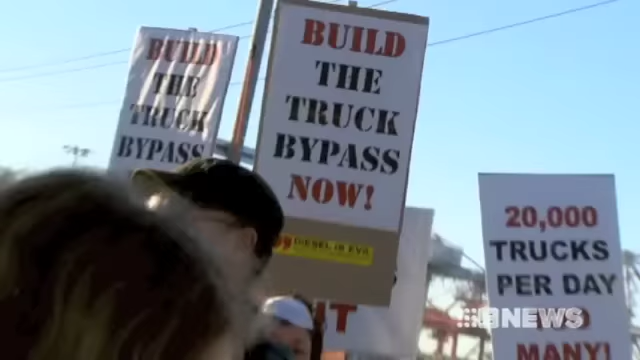 BUILD
THE
TRUCK
BYPASS
BUILD
THE
TRUCK
BYPASS
NOW!
DIESEL IS EVIL
IT
20,000
TRUCKS
PER DAY
MANY!
9NEWS